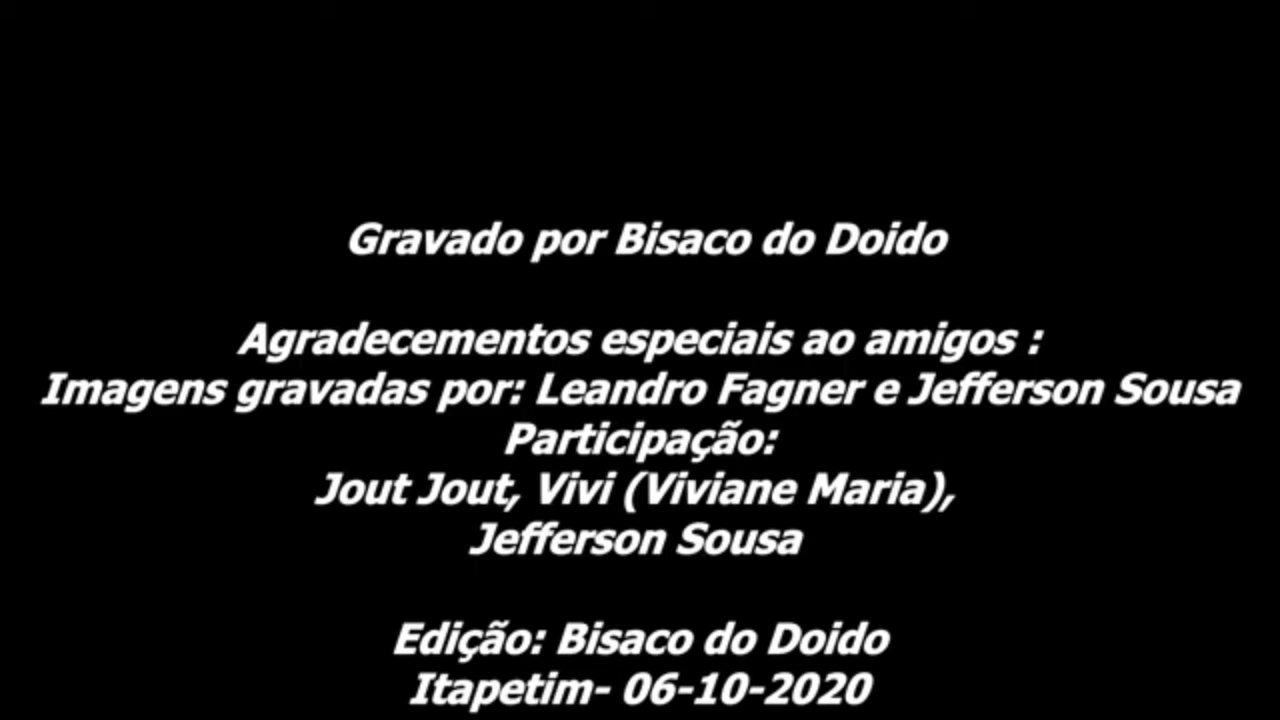 Gravado por Bisaco do Doido
Agradecementos especiais ao amigos :
Imagens gravadas por: Leandro Fagner e Jefferson Sousa
Participação:
Jout Jout, Vivi (Viviane Maria),
Jefferson Sousa
Edição: Bisaco do Doido
Itapetim- 06-10-2020